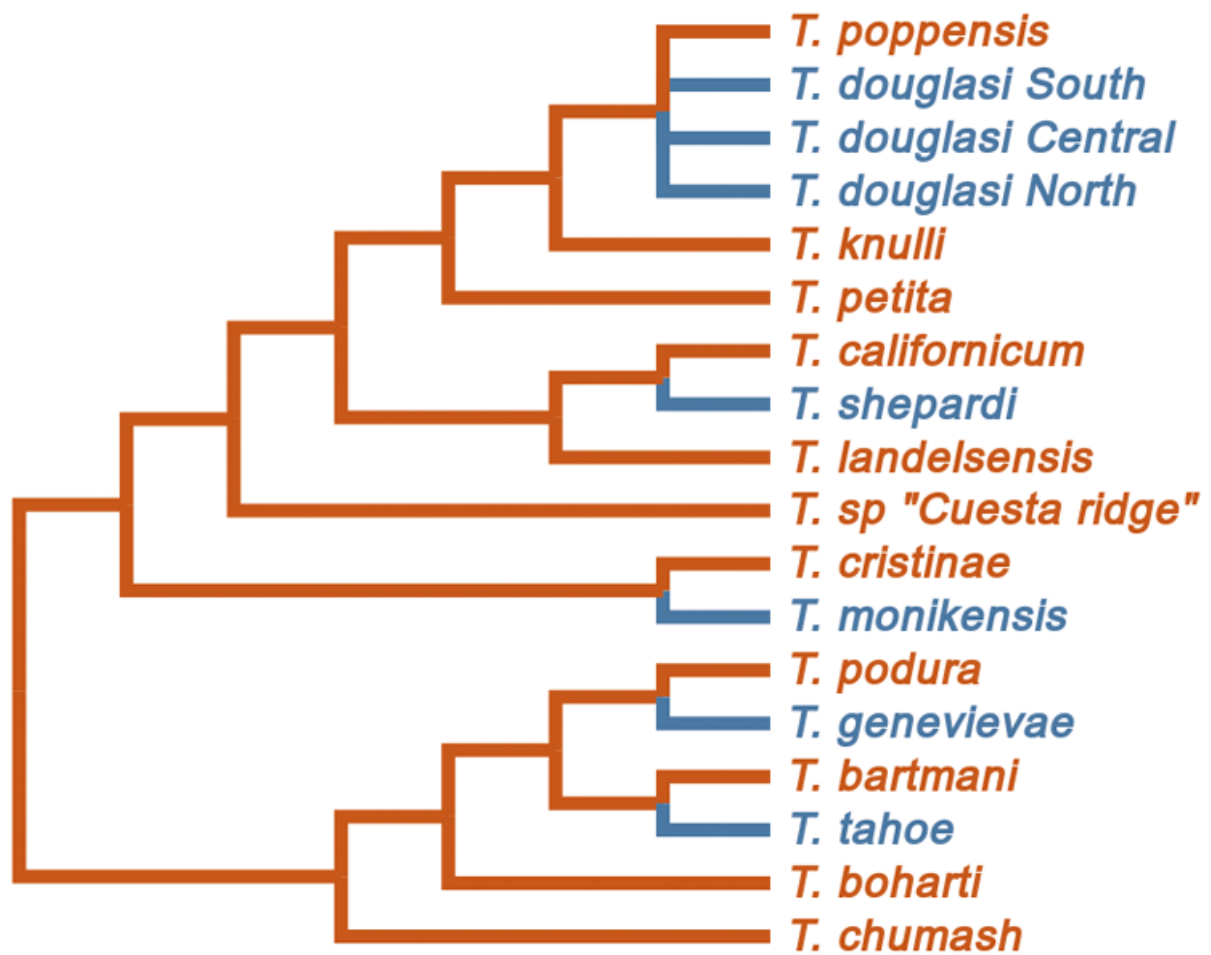 T. poppensis
T. douglasi South
T. douglasi Central
T. douglasi North
T. knulli
T. petita
T. californicum
T. shepardi
T. landelsensis
T. sp "Cuesta ridge"
T. cristinae
T. monikensis
T. podura
T. genevievae
T. bartmani
T. tahoe
T. boharti
T. chumash